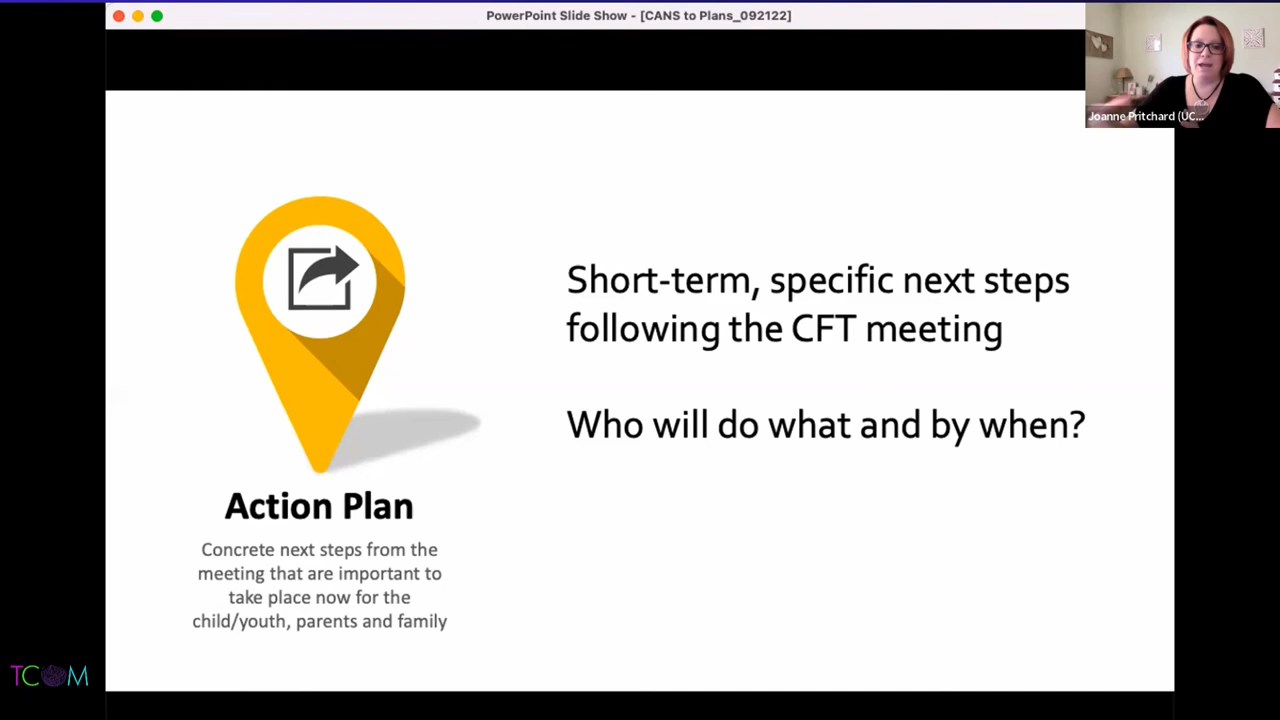 PowerPoint Slide Show - [CANS to Plans_092122]
Joanne Pritchard (UC...
Short-term, specific next steps
following the CFT meeting
Who will do what and by when?
Action Plan
Concrete next steps from the
meeting that are important to
take place now for the
child/youth, parents and family
TCOM